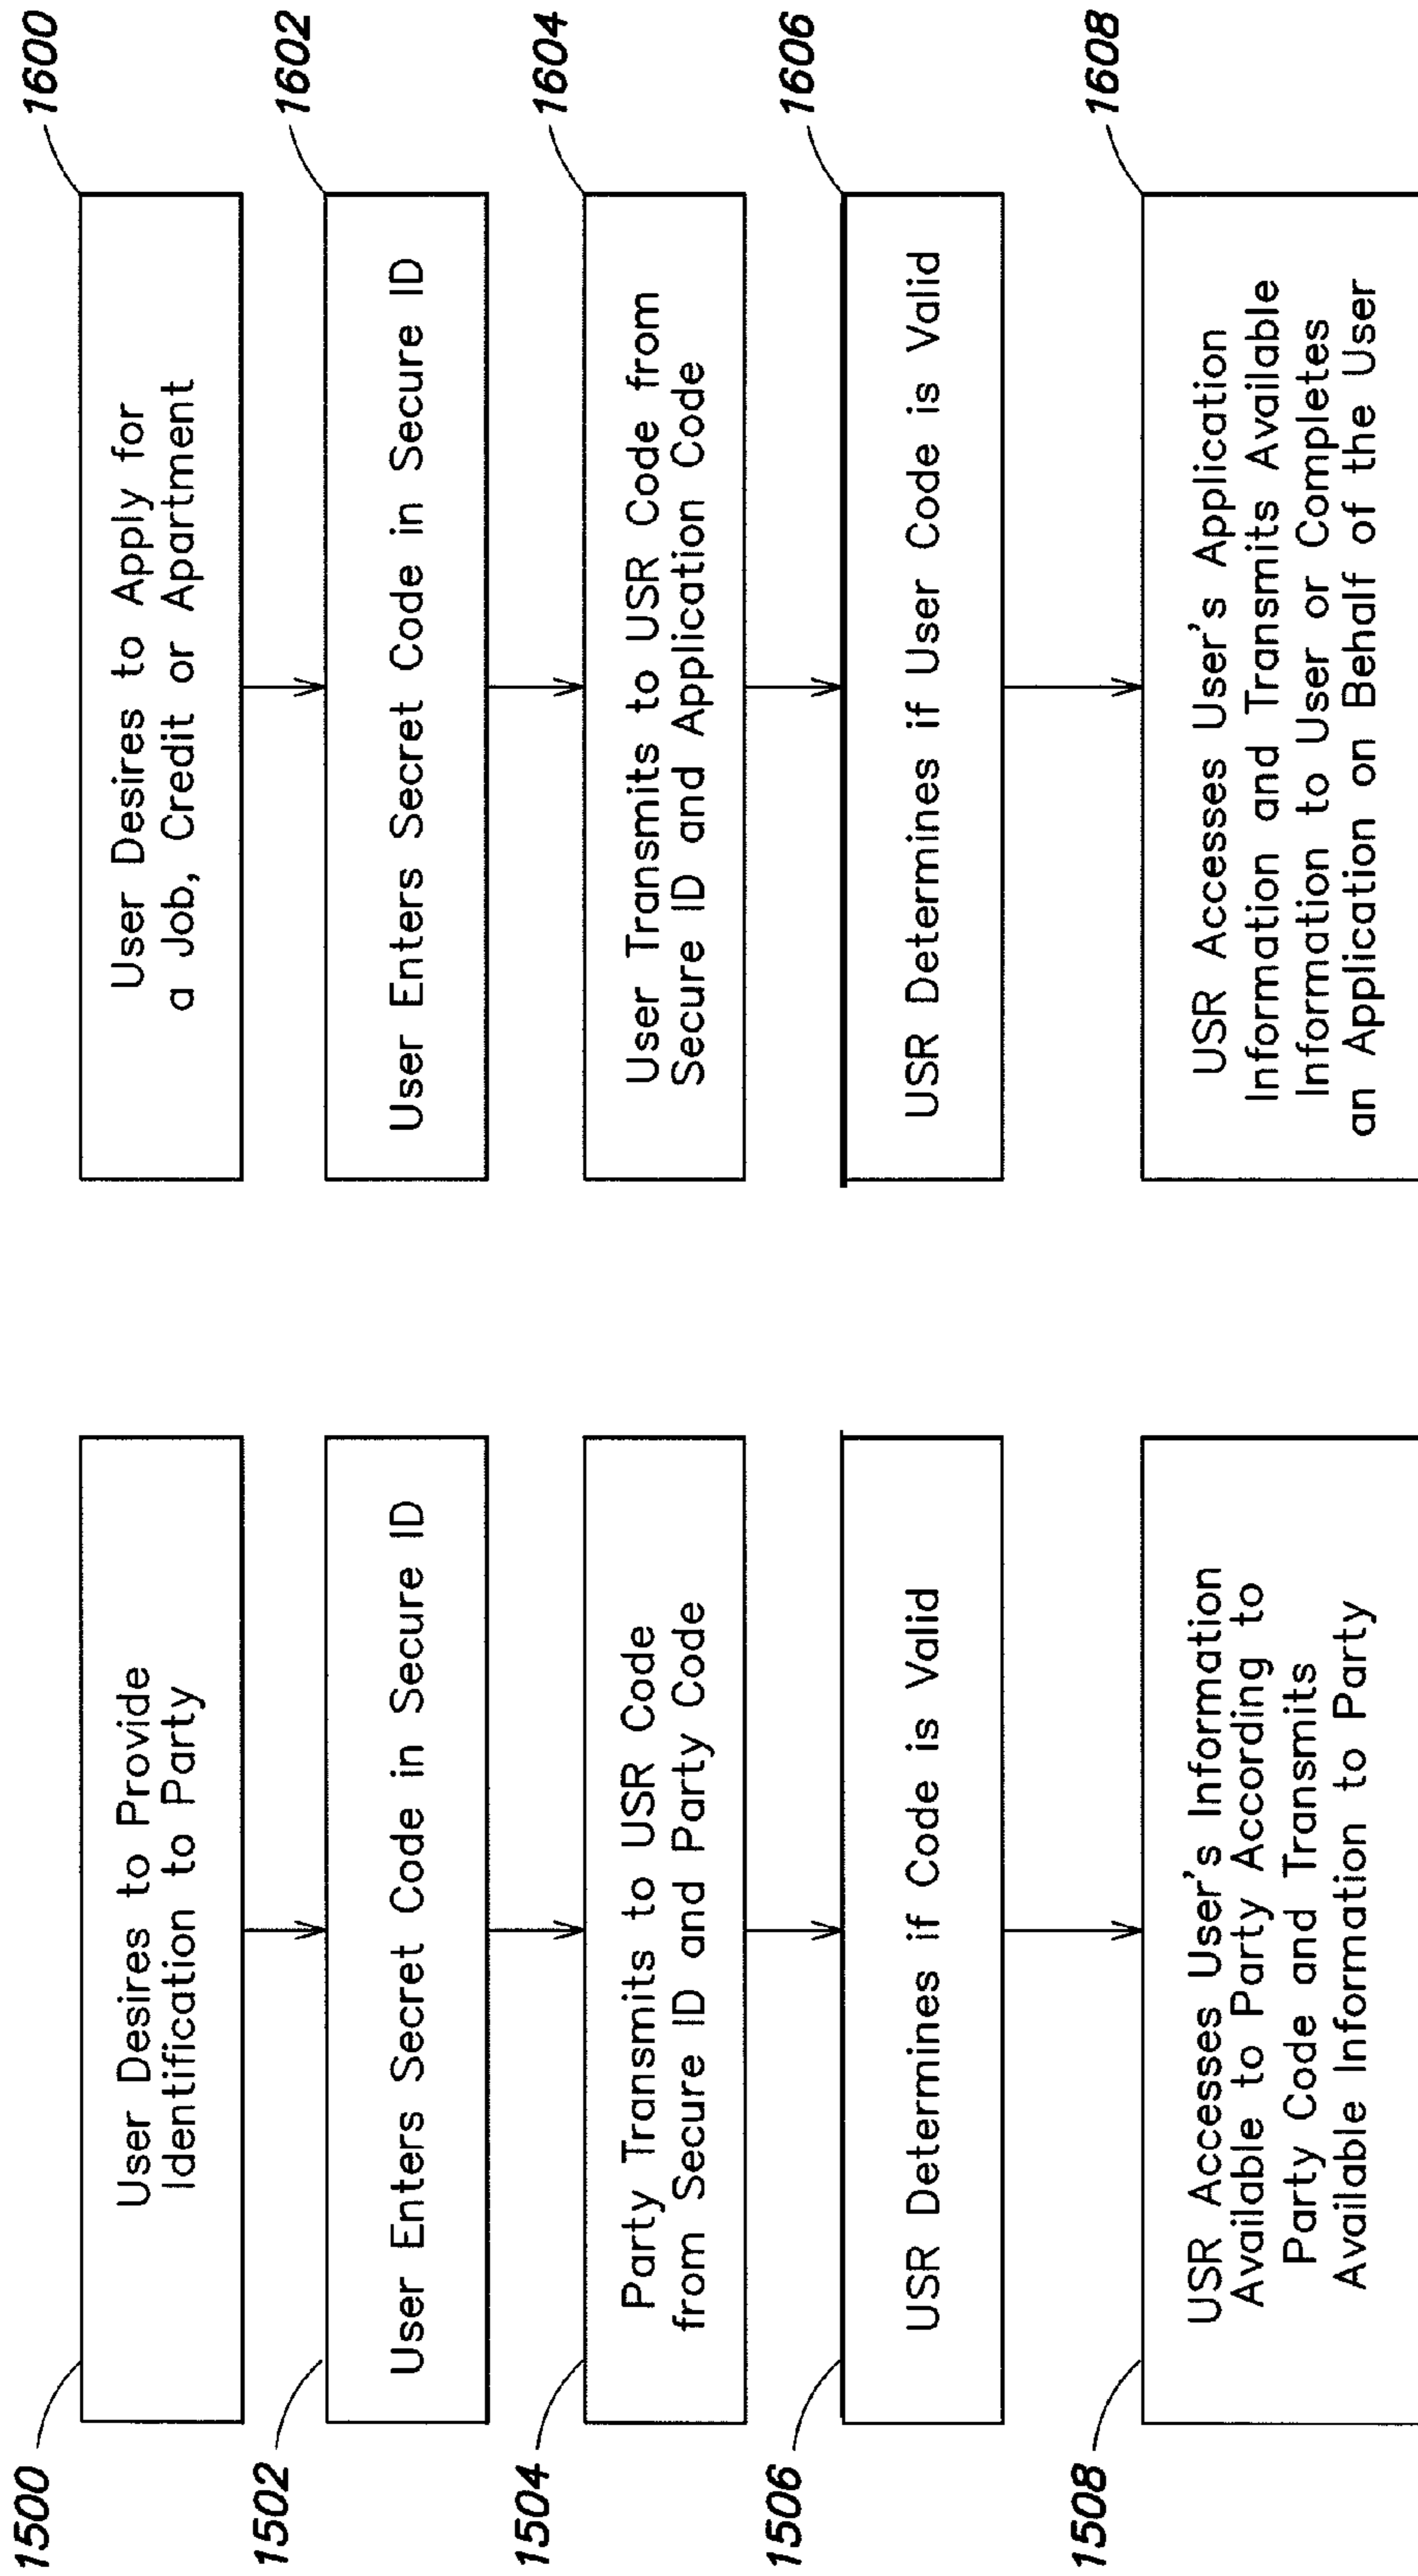 1500
User Desires to Provide
Identification to Party
1502
User Enters Secret Code in Secure ID
1504
Party Transmits to USR Code
from Secure ID and Party Code
1506
USR Determines if Code is Valid
1508
USR Accesses User's Information
Available to Party According to
Party Code and Transmits
Available Information to Party
1600
User Desires to Apply for
a Job, Credit or Apartment
1602
User Enters Secret Code in Secure ID
1604
User Transmits to USR Code from
Secure ID and Application Code
1606
USR Determines if User Code is Valid
1608
USR Accesses User's Application
Information and Transmits Available
Information to User or Completes
an Application on Behalf of the User